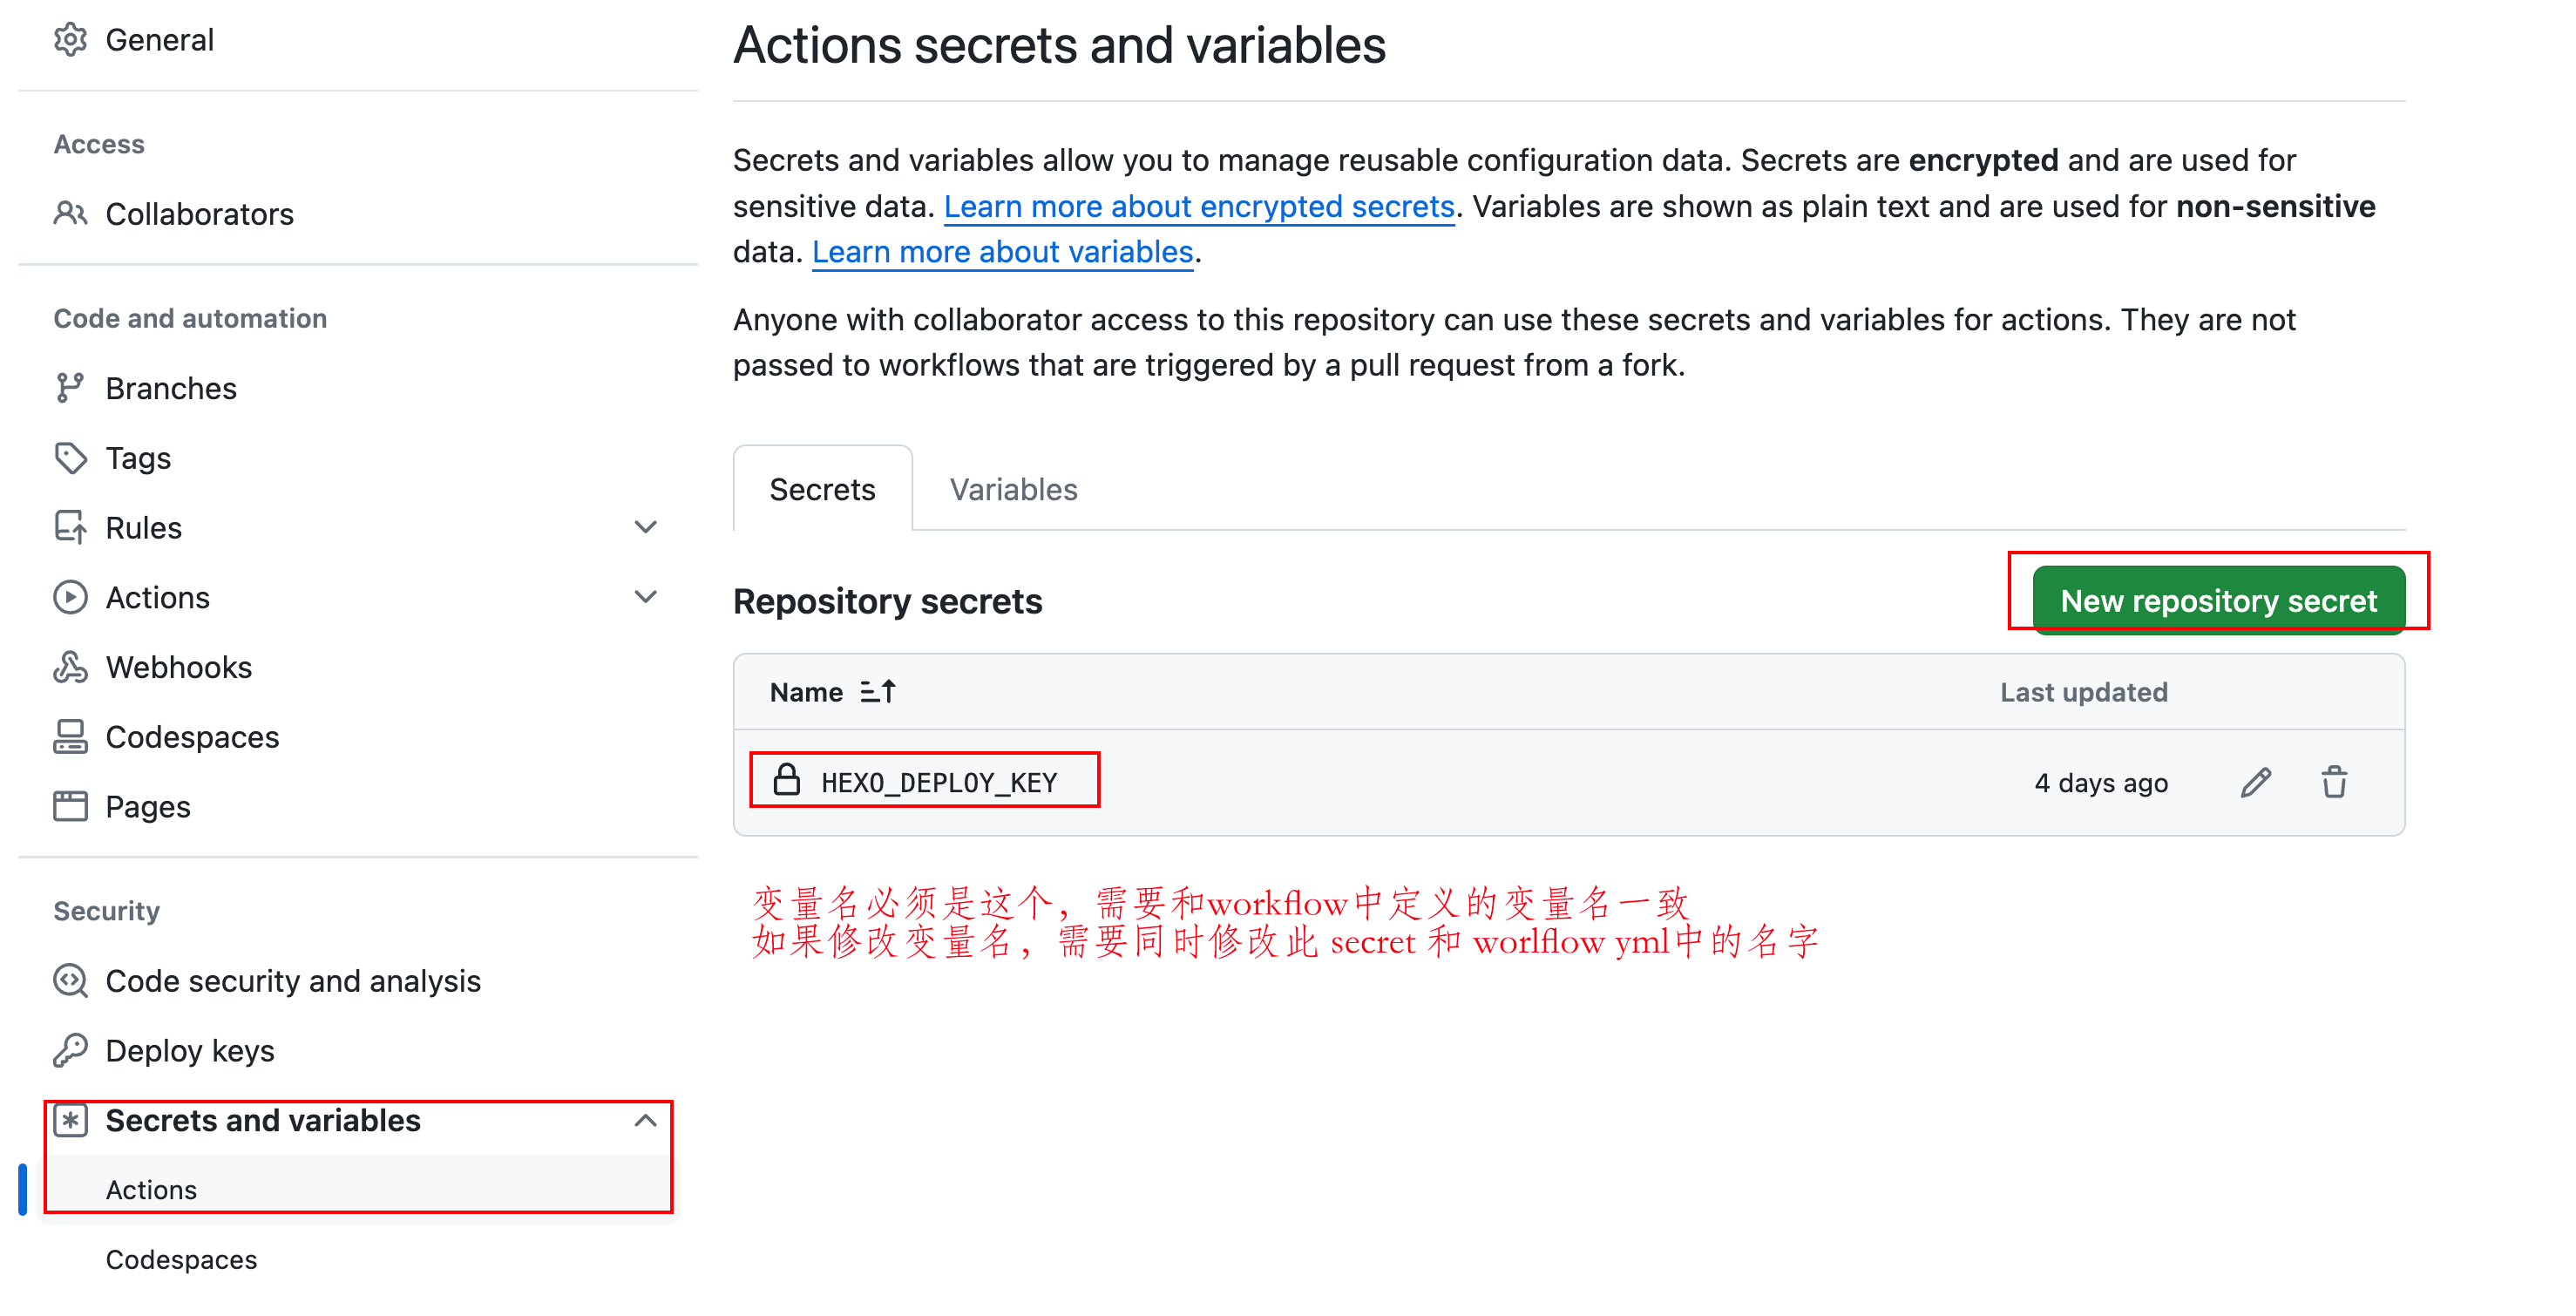 General
Access
Collaborators
Code and automation
Branches
Tags
Rules
Actions
Webhooks
Codespaces
Pages
Security
Code security and analysis
Deploy keys
Secrets and variables
Actions
Codespaces
Actions secrets and variables
Secrets and variables allow you to manage reusable configuration data. Secrets are encrypted and are used for
sensitive data. Learn more about encrypted secrets. Variables are shown as plain text and are used for non-sensitive
data. Learn more about variables.
Anyone with collaborator access to this repository can use these secrets and variables for actions. They are not
passed to workflows that are triggered by a pull request from a fork.
Secrets Variables
Repository secrets New repository secret
Name Last updated
HEXO_DEPLOY_KEY 4 days ago
变量名必须是这个，需要和workflow中定义的变量名一致
如果修改变量名，需要同时修改此 secret 和 worlflow yml中的名字